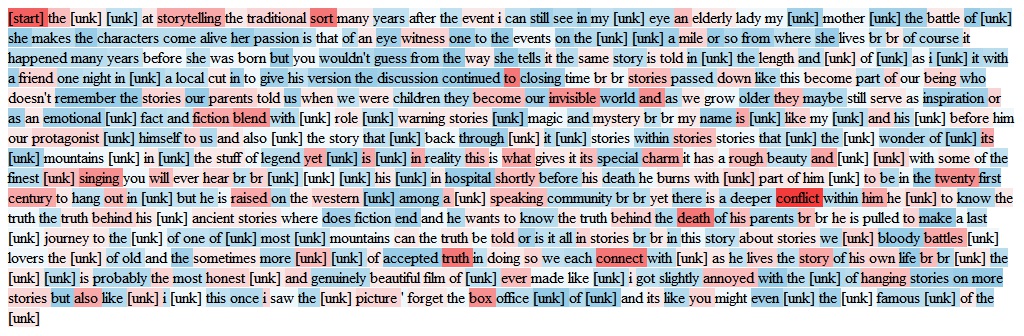 [start] the [unk] [unk] at storytelling the traditional sort many years after the event i can still see in my [unk] eye an elderly lady my [unk] mother [unk] the battle of [unk]
she makes the characters come alive her passion is that of an eye witness one to the events on the [unk] [unk] a mile or so from where she lives br br of course it
happened many years before she was born but you wouldn't guess from the way she tells it the same story is told in [unk] the length and [unk] of [unk] as i [unk] it with
a friend one night in [unk] a local cut in to give his version the discussion continued to closing time br br stories passed down like this become part of our being who
doesn't remember the stories our parents told us when we were children they become our invisible world and as we grow older they maybe still serve as inspiration or
as an emotional [unk] fact and fiction blend with [unk] role [unk] warning stories [unk] magic and mystery br br my name is [unk] like my [unk] and his [unk] before him
our protagonist [unk] himself to us and also [unk] the story that [unk] back through [unk] it [unk] stories within stories stories that [unk] the [unk] wonder of [unk] its
[unk] mountains [unk] in [unk] the stuff of legend yet [unk] is [unk] in reality this is what gives it its special charm it has a rough beauty and [unk] [unk] with some of the
finest [unk] singing you will ever hear br br [unk] [unk] [unk] his [unk] in hospital shortly before his death he burns with [unk] part of him [unk] to be in the twenty first
century to hang out in [unk] but he is raised on the western [unk] among a [unk] speaking community br br yet there is a deeper conflict within him he [unk] to know the
truth the truth behind his [unk] ancient stories where does fiction end and he wants to know the truth behind the death of his parents br br he is pulled to make a last
[unk] journey to the [unk] of one of [unk] most [unk] mountains can the truth be told or is it all in stories br br in this story about stories we [unk] bloody battles [unk]
lovers the [unk] of old and the sometimes more [unk] [unk] of accepted truth in doing so we each connect with [unk] as he lives the story of his own life br br [unk] the
[unk] [unk] is probably the most honest [unk] and genuinely beautiful film of [unk] ever made like [unk] i got slightly annoyed with the [unk] of hanging stories on more
stories but also like [unk] i [unk] this once i saw the [unk] picture ' forget the box office [unk] of [unk] and its like you might even [unk] the [unk] famous [unk] of the
[unk]